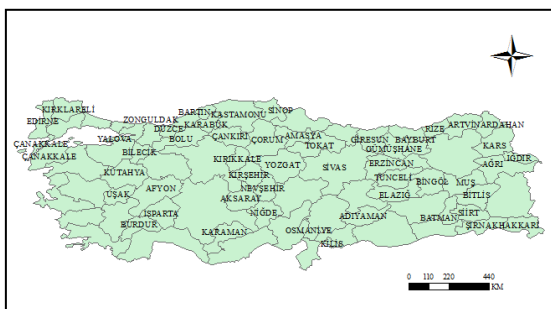 SİNOP
KIRKLARELİ
BARTIN KASTAMONU
ZONGULDAK
EDİRNE
DÜZCE
KARABÜK
RİZE
ARTVİN ARDAHAN
YALOVA
BOLU
ÇANKIRI
ÇORUM
AMASYA
TOKAT
GİRESUN
BAYBURT
GÜMÜŞHANE
KARS
ÇANAKKALE
ÇANAKKALE
BİLECİK
KIRIKKALE
YOZGAT
SİVAS
ERZİNCAN
AĞRI
IĞDIR
KÜTAHYA
KIRŞEHİR
TUNCELİ
BİNGÖL
MUŞ
UŞAK
AFYON
NEVŞEHİR
AKSARAY
ELAZIĞ
BİTLİS
ISPARTA
NİĞDE
ADIYAMAN
BATMAN
SİİRT
BURDUR
KARAMAN
OSMANİYE
ŞIRNAK HAKKARİ
KİLİS
0 110 220 440
KM